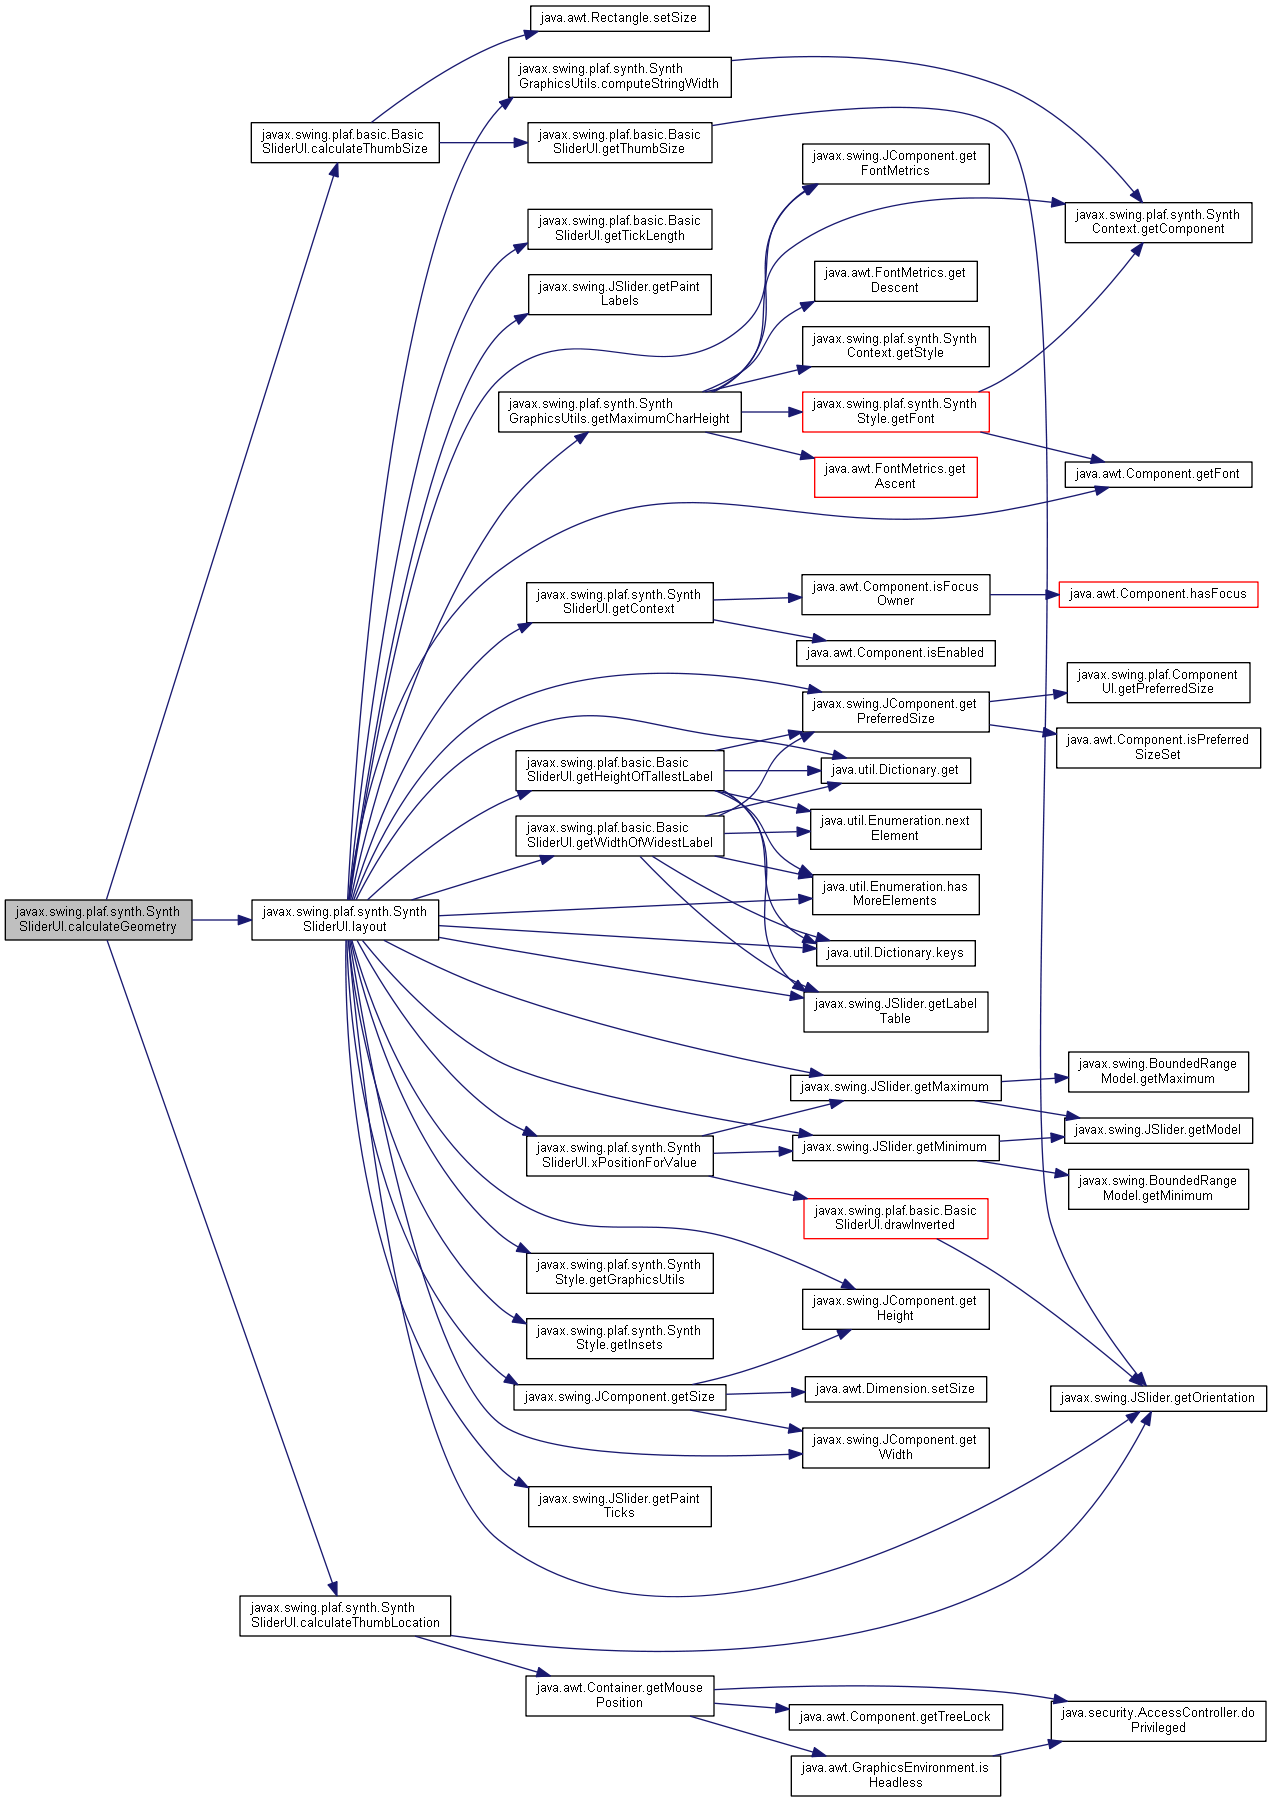 java.awt.Rectangle.setSize
javax.swing.plaf.synth.Synth
GraphicsUtils.computeStringWidth
javax.swing.plaf.basic.Basic
SliderUI.calculateThumbSize
javax.swing.plaf.basic.Basic
SliderUI.getThumbSize
javax.swing.JComponent.get
FontMetrics
javax.swing.plaf.synth.Synth
Context.getComponent
javax.swing.plaf.basic.Basic
SliderUI.getTickLength
java.awt.FontMetrics.get
Descent
javax.swing.JSlider.getPaint
Labels
javax.swing.plaf.synth.Synth
Context.getStyle
javax.swing.plaf.synth.Synth
GraphicsUtils.getMaximumCharHeight
javax.swing.plaf.synth.Synth
Style.getFont
java.awt.FontMetrics.get
Ascent
java.awt.Component.getFont
javax.swing.plaf.synth.Synth
SliderUI.getContext
java.awt.Component.isFocus
Owner
java.awt.Component.hasFocus
java.awt.Component.isEnabled
javax.swing.plaf.Component
UI.getPreferredSize
javax.swing.JComponent.get
PreferredSize
java.awt.Component.isPreferred
SizeSet
javax.swing.plaf.basic.Basic
SliderUI.getHeightOfTallestLabel
java.util.Dictionary.get
javax.swing.plaf.basic.Basic
SliderUI.getWidthOfWidestLabel
java.util.Enumeration.next
Element
java.util.Enumeration.has
MoreElements
javax.swing.plaf.synth.Synth
SliderUI.calculateGeometry
javax.swing.plaf.synth.Synth
SliderUI.layout
java.util.Dictionary.keys
javax.swing.JSlider.getLabel
Table
javax.swing.BoundedRange
Model.getMaximum
javax.swing.JSlider.getMaximum
javax.swing.JSlider.getModel
javax.swing.plaf.synth.Synth
SliderUI.xPositionForValue
javax.swing.JSlider.getMinimum
javax.swing.BoundedRange
Model.getMinimum
javax.swing.plaf.basic.Basic
SliderUI.drawInverted
javax.swing.plaf.synth.Synth
Style.getGraphicsUtils
javax.swing.JComponent.get
Height
javax.swing.plaf.synth.Synth
Style.getInsets
javax.swing.JComponent.getSize
java.awt.Dimension.setSize
javax.swing.JSlider.getOrientation
javax.swing.JComponent.get
Width
javax.swing.JSlider.getPaint
Ticks
javax.swing.plaf.synth.Synth
SliderUI.calculateThumbLocation
java.awt.Container.getMouse
Position
java.awt.Component.getTreeLock
java.security.AccessController.do
Privileged
java.awt.GraphicsEnvironment.is
Headless